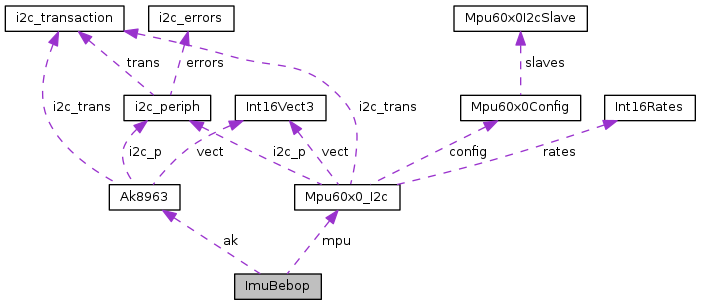 i2c_transaction
i2c_errors
Mpu60x0I2cSlave
trans
errors
slaves
i2c_trans
i2c_periph
Int16Vect3
i2c_trans
Mpu60x0Config
Int16Rates
i2c_p
vect
i2c_p
vect
config
rates
Ak8963
Mpu60x0_I2c
ak
mpu
ImuBebop